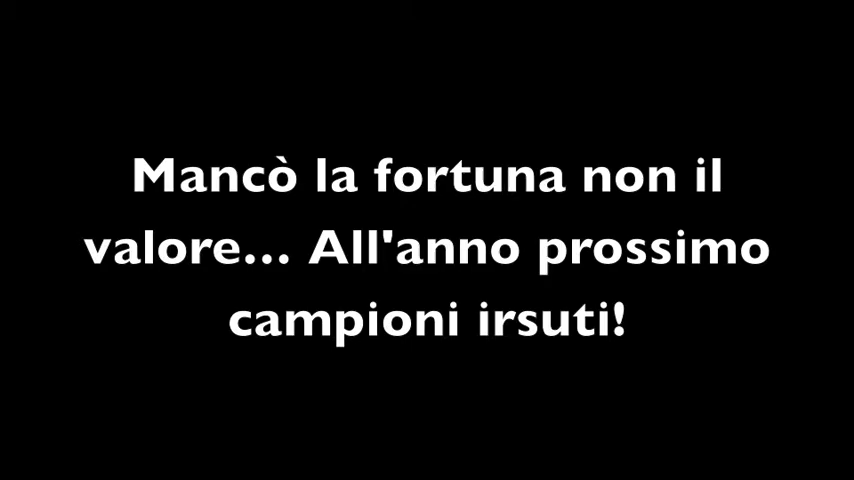 Mancò la fortuna non il
valore... All'anno prossimo
campioni irsuti!